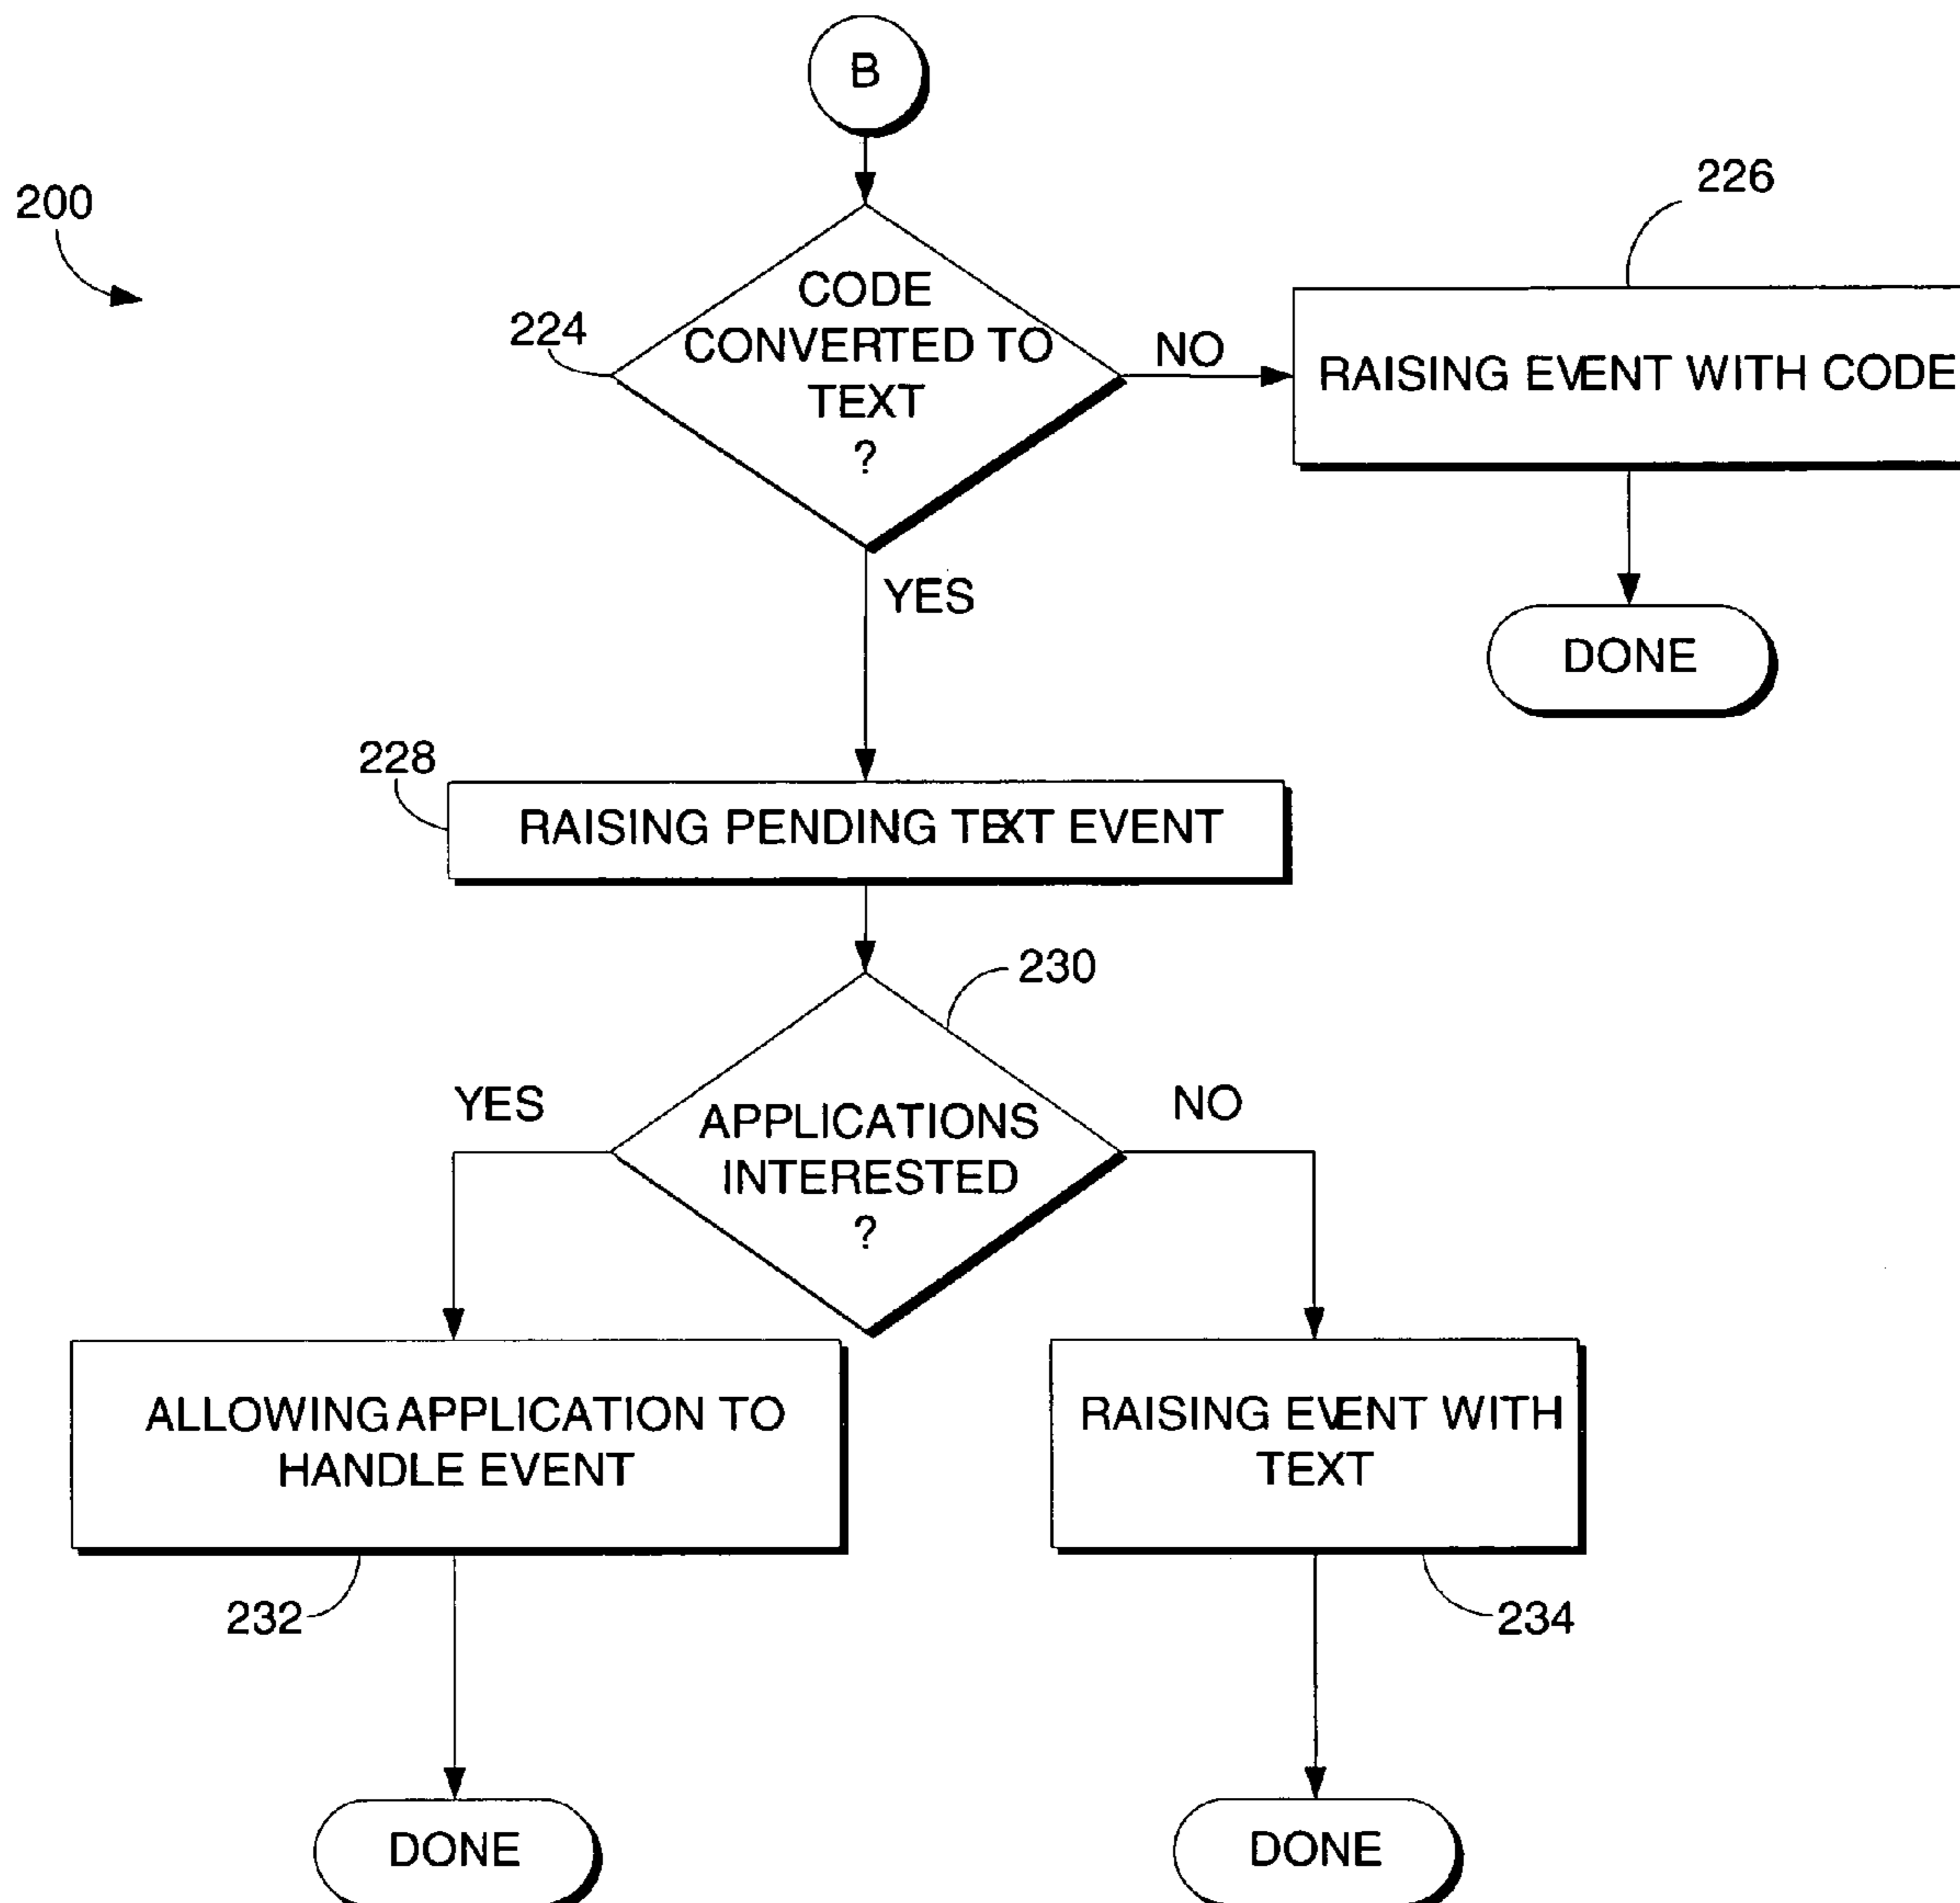 B
200
224
CODE
CONVERTED TO
TEXT
?
NO
226
RAISING EVENT WITH CODE
DONE
YES
228
RAISING PENDING TEXT EVENT
230
YES
APPLICATIONS
INTERESTED
?
NO
ALLOWING APPLICATION TO
HANDLE EVENT
232
RAISING EVENT WITH
TEXT
234
DONE
DONE